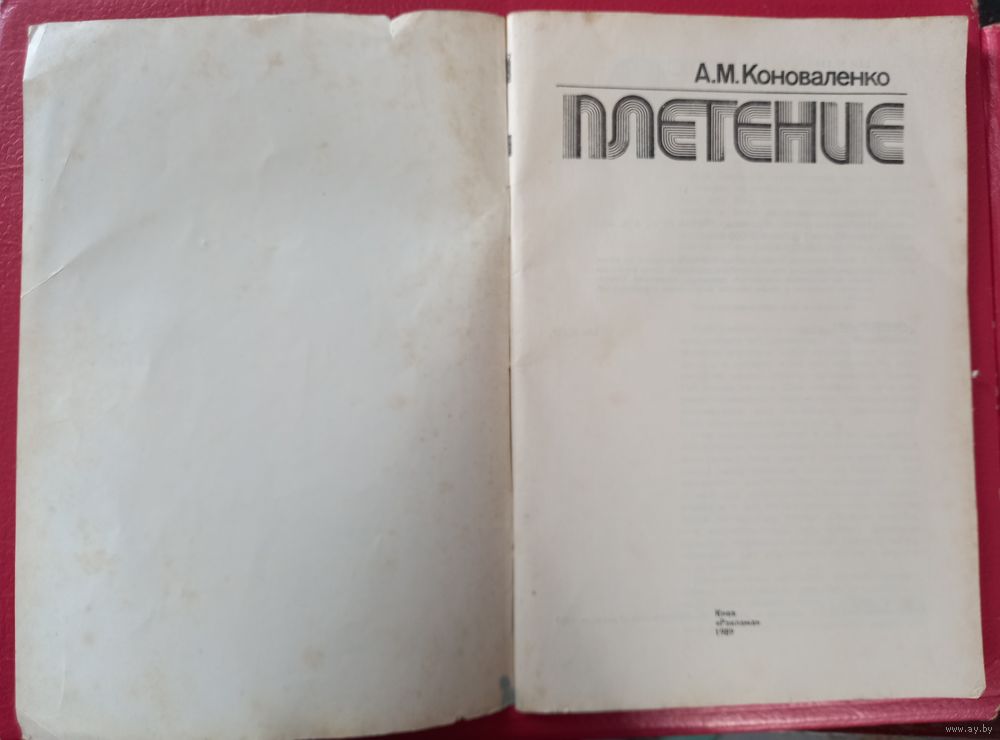 А.М.Коноваленко
ПЛЕТЕНИЕ
Киев
«Реклама»
1989
www.ay.by